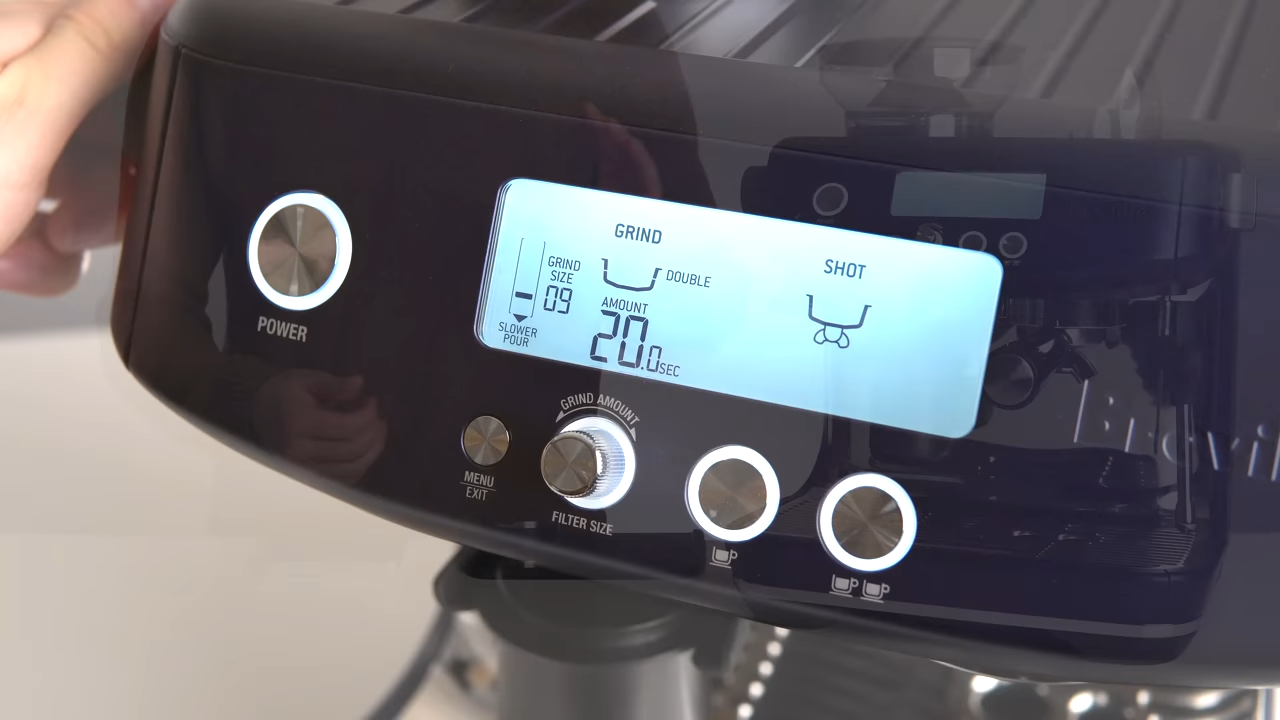 POWER
GRIND
GRIND
SIZE
09
DOUBLE
AMOUNT
20.0SEC
SLOWER
POUR
SHOT
GRIND AMOUNT
MENU
EXIT
FILTER SIZE